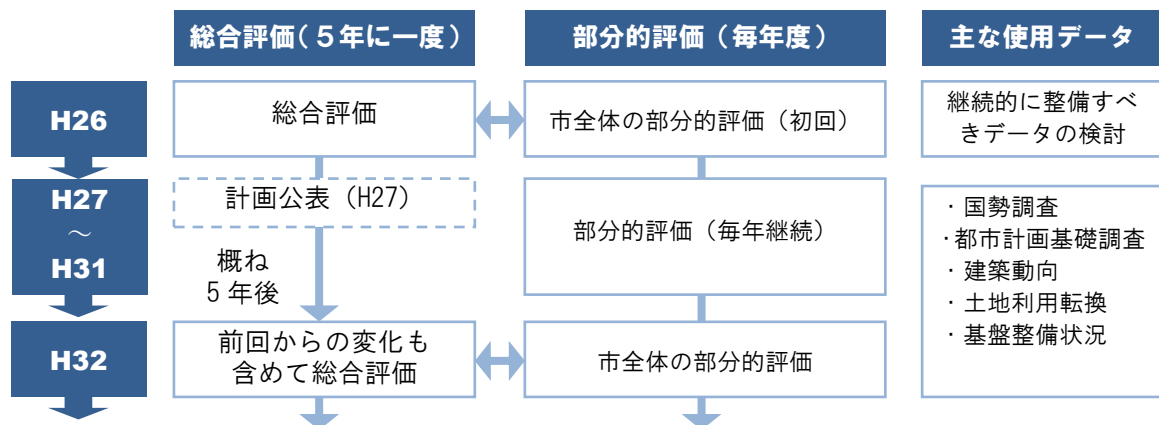 総合評価(５年に一度)
部分的評価（毎年度）
主な使用データ
H26
総合評価
市全体の部分的評価（初回）
継続的に整備すべ
きデータの検討
H27
～
H31
計画公表（H27）
概ね
５年後
部分的評価（毎年継続）
・国勢調査
・都市計画基礎調査
・建築動向
・土地利用転換
・基盤整備状況
H32
前回からの変化も
含めて総合評価
市全体の部分的評価